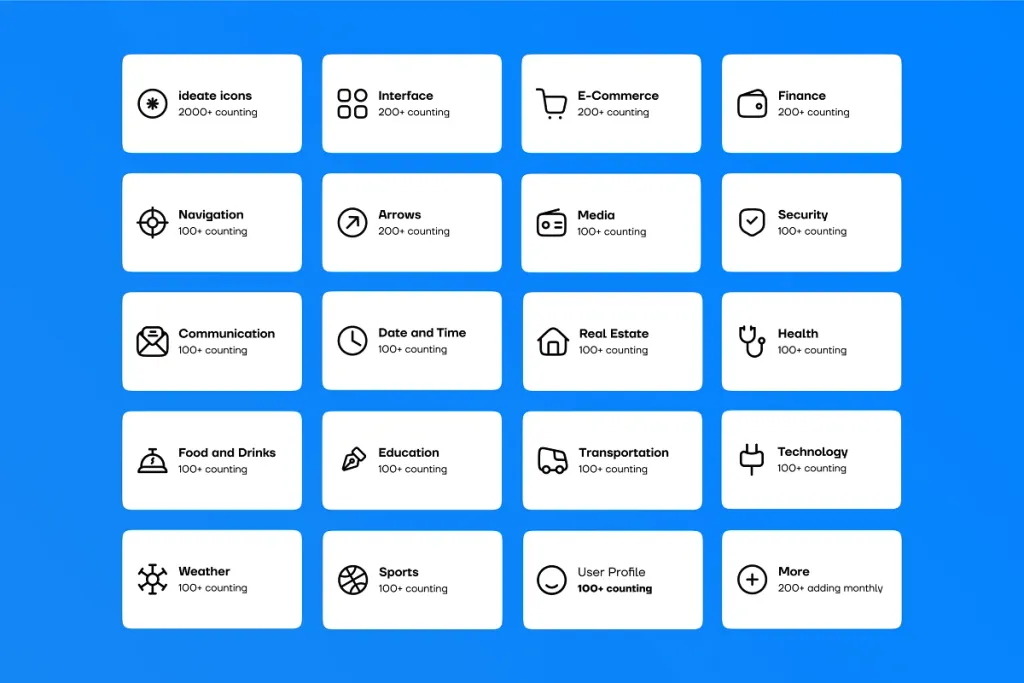 ideate icons
2000+ counting
Interface
200+ counting
E-Commerce
200+ counting
Finance
200+ counting
Navigation
100+ counting
Arrows
200+ counting
Media
100+ counting
Security
100+ counting
Communication
100+ counting
Date and Time
100+ counting
Real Estate
100+ counting
Health
100+ counting
Food and Drinks
100+ counting
Education
100+ counting
Transportation
100+ counting
Technology
100+ counting
Weather
100+ counting
Sports
100+ counting
User Profile
100+ counting
More
200+ adding monthly